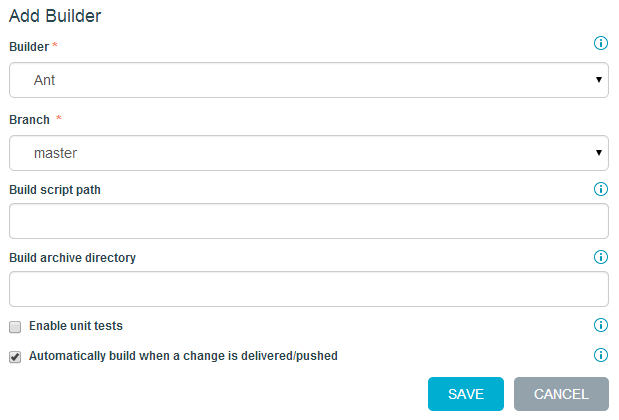 Add Builder
Builder *
Ant
Branch *
master
Build script path
Build archive directory
Enable unit tests
Automatically build when a change is delivered/pushed
SAVE CANCEL